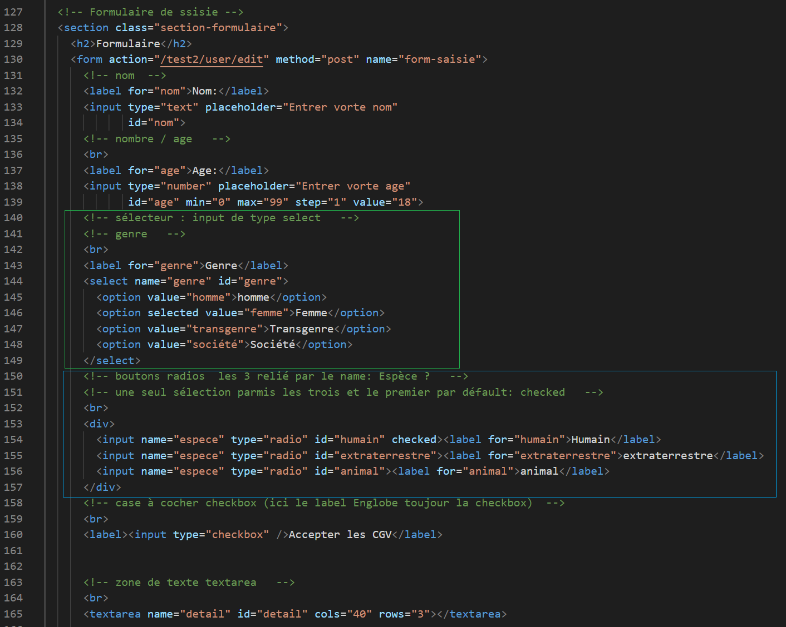 127 <!-- Formulaire de ssisie -->
128 <section class="section-formulaire">
129 <h2>Formulaire</h2>
130 <form action="/test2/user/edit" method="post" name="form-saisie">
131 <!-- nom  -->
132 <label for="nom">Nom:</label>
133 <input type="text" placeholder="Entrer vorte nom"
134 id="nom">
135 <!-- nombre / age   -->
136 <br>
137 <label for="age">Age:</label>
138 <input type="number" placeholder="Entrer vorte age"
139 id="age" min="0" max="99" step="1" value="18">
140 <!-- sélecteur : input de type select   -->
141 <!-- genre   -->
142 <br>
143 <label for="genre">Genre</label>
144 <select name="genre" id="genre">
145 <option value="homme">homme</option>
146 <option selected value="femme">Femme</option>
147 <option value="transgenre">Transgenre</option>
148 <option value="société">Société</option>
149 </select>
150 <!-- boutons radios  les 3 relié par le name: Espèce ?   -->
151 <!-- une seul sélection parmis les trois et le premier par défault: checked   -->
152 <br>
153 <div>
154 <input name="espece" type="radio" id="humain" checked><label for="humain">Humain</label>
155 <input name="espece" type="radio" id="extraterrestre"><label for="extraterrestre">extraterrestre</label>
156 <input name="espece" type="radio" id="animal"><label for="animal">animal</label>
157 </div>
158 <!-- case à cocher checkbox (ici le label Englobe toujour la checkbox)  -->
159 <br>
160 <label><input type="checkbox" />Accepter les CGV</label>
161
162
163 <!-- zone de texte textarea   -->
164 <br>
165 <textarea name="detail" id="detail" cols="40" rows="3"></textarea>